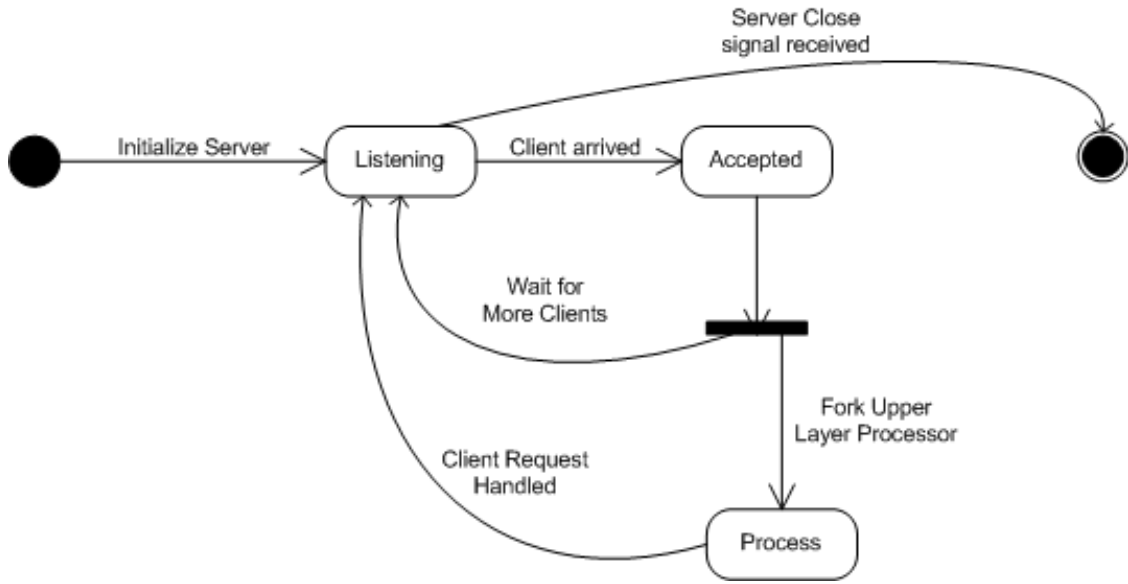 Server Close
signal received
Initialize Server
Listening
Client arrived
Accepted
Wait for
More Clients
Fork Upper
Layer Processor
Client Request
Handled
Process